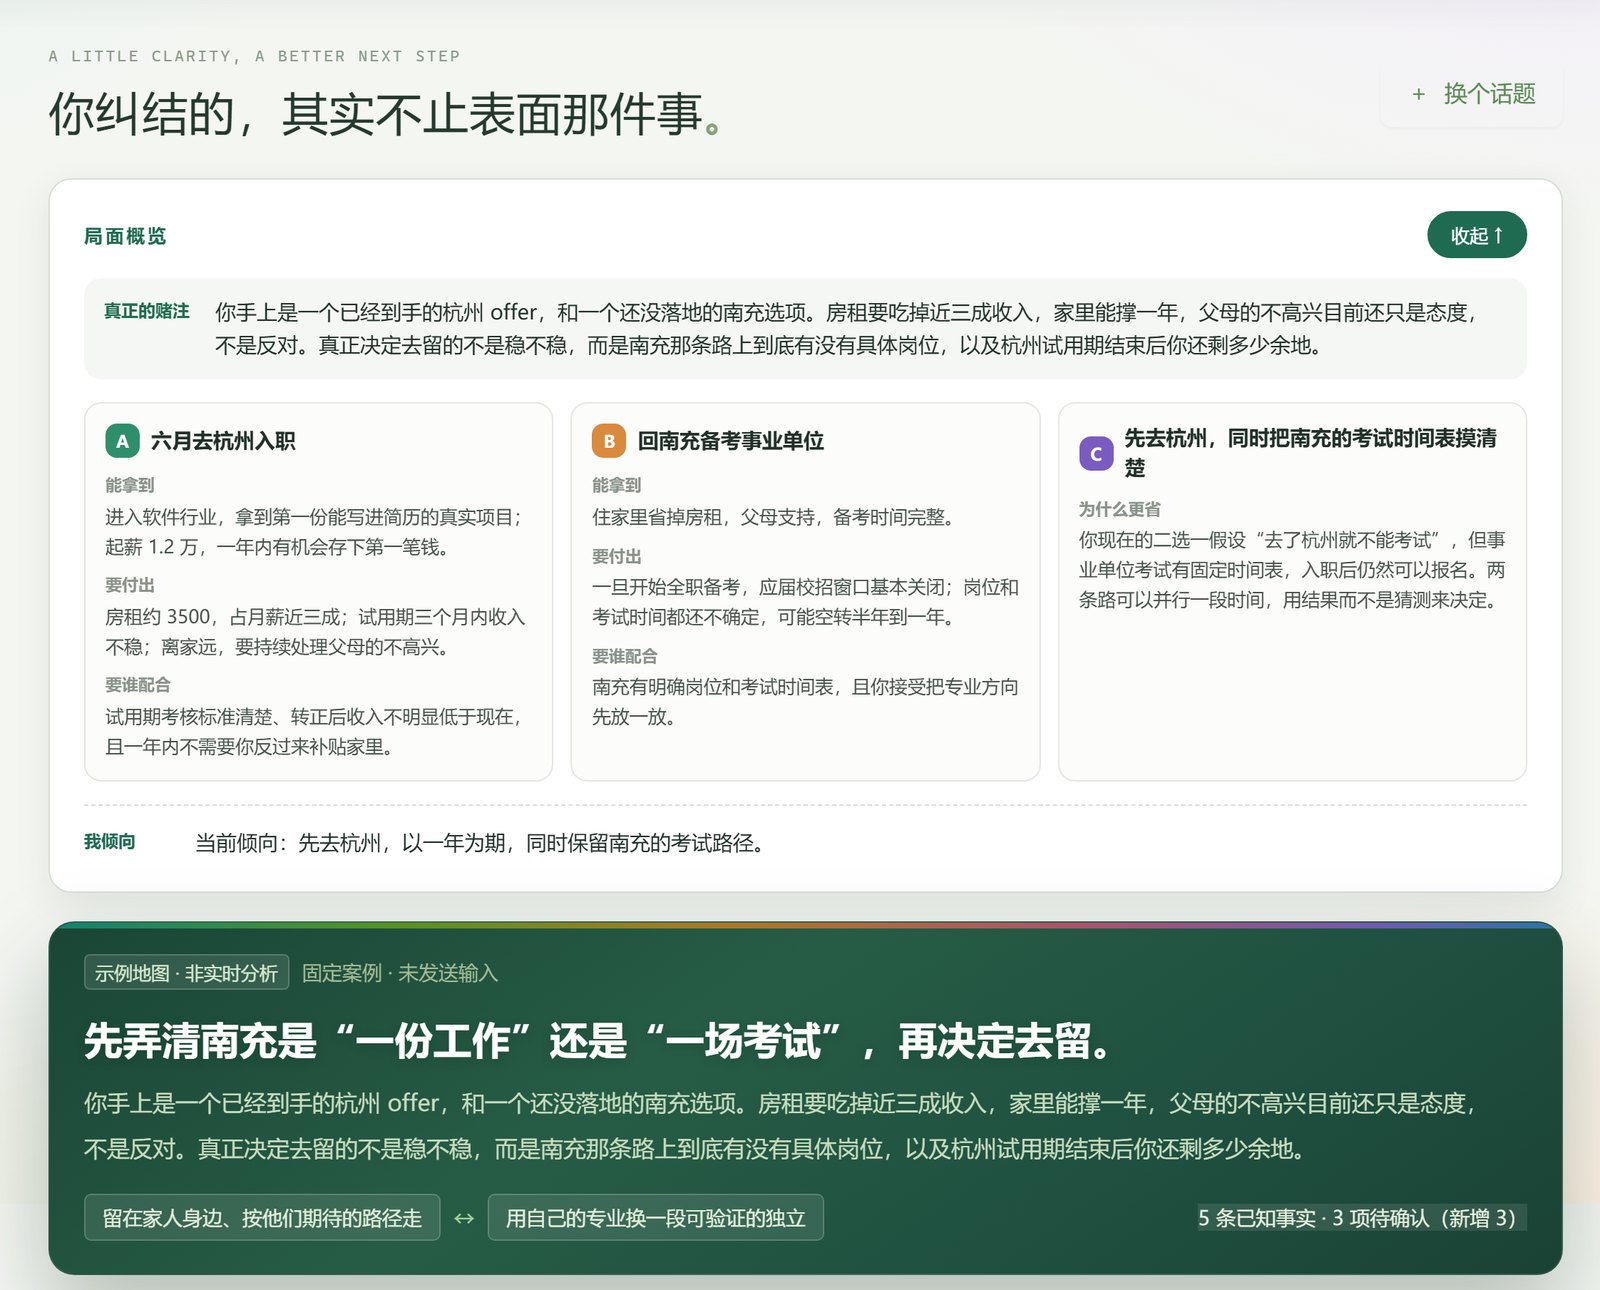 A LITTLE CLARITY, A BETTER NEXT STEP
你纠结的，其实不止表面那件事。
+ 换个话题
局面概览
收起↑
真正的赌注
你手上是一个已经到手的杭州 offer，和一个还没落地的南充选项。房租要吃掉近三成收入，家里能撑一年，父母的不高兴目前还只是态度，
不是反对。真正决定去留的不是稳不稳，而是南充那条路上到底有没有具体岗位，以及杭州试用期结束后你还剩多少余地。
A 六月去杭州入职
能拿到
进入软件行业，拿到第一份能写进简历的真实项目；
起薪 1.2 万，一年内有机会存下第一笔钱。
要付出
房租约 3500，占月薪近三成；试用期三个月内收入
不稳；离家远，要持续处理父母的不高兴。
要谁配合
试用期考核标准清楚、转正后收入不明显低于现在，
且一年内不需要你反过来补贴家里。
B 回南充备考事业单位
能拿到
住家里省掉房租，父母支持，备考时间完整。
要付出
一旦开始全职备考，应届校招窗口基本关闭；岗位和
考试时间都还不确定，可能空转半年到一年。
要谁配合
南充有明确岗位和考试时间表，且你接受把专业方向
先放一放。
C 先去杭州，同时把南充的考试时间表摸清
楚
为什么更省
你现在的二选一假设“去了杭州就不能考试”，但事
业单位考试有固定时间表，入职后仍然可以报名。两
条路可以并行一段时间，用结果而不是猜测来决定。
我倾向
当前倾向：先去杭州，以一年为期，同时保留南充的考试路径。
示例地图 · 非实时分析
固定案例 · 未发送输入
先弄清南充是“一份工作”还是“一场考试”，再决定去留。
你手上是一个已经到手的杭州 offer，和一个还没落地的南充选项。房租要吃掉近三成收入，家里能撑一年，父母的不高兴目前还只是态度，
不是反对。真正决定去留的不是稳不稳，而是南充那条路上到底有没有具体岗位，以及杭州试用期结束后你还剩多少余地。
留在家人身边、按他们期待的路径走 ↔ 用自己的专业换一段可验证的独立
5 条已知事实 · 3 项待确认（新增 3）